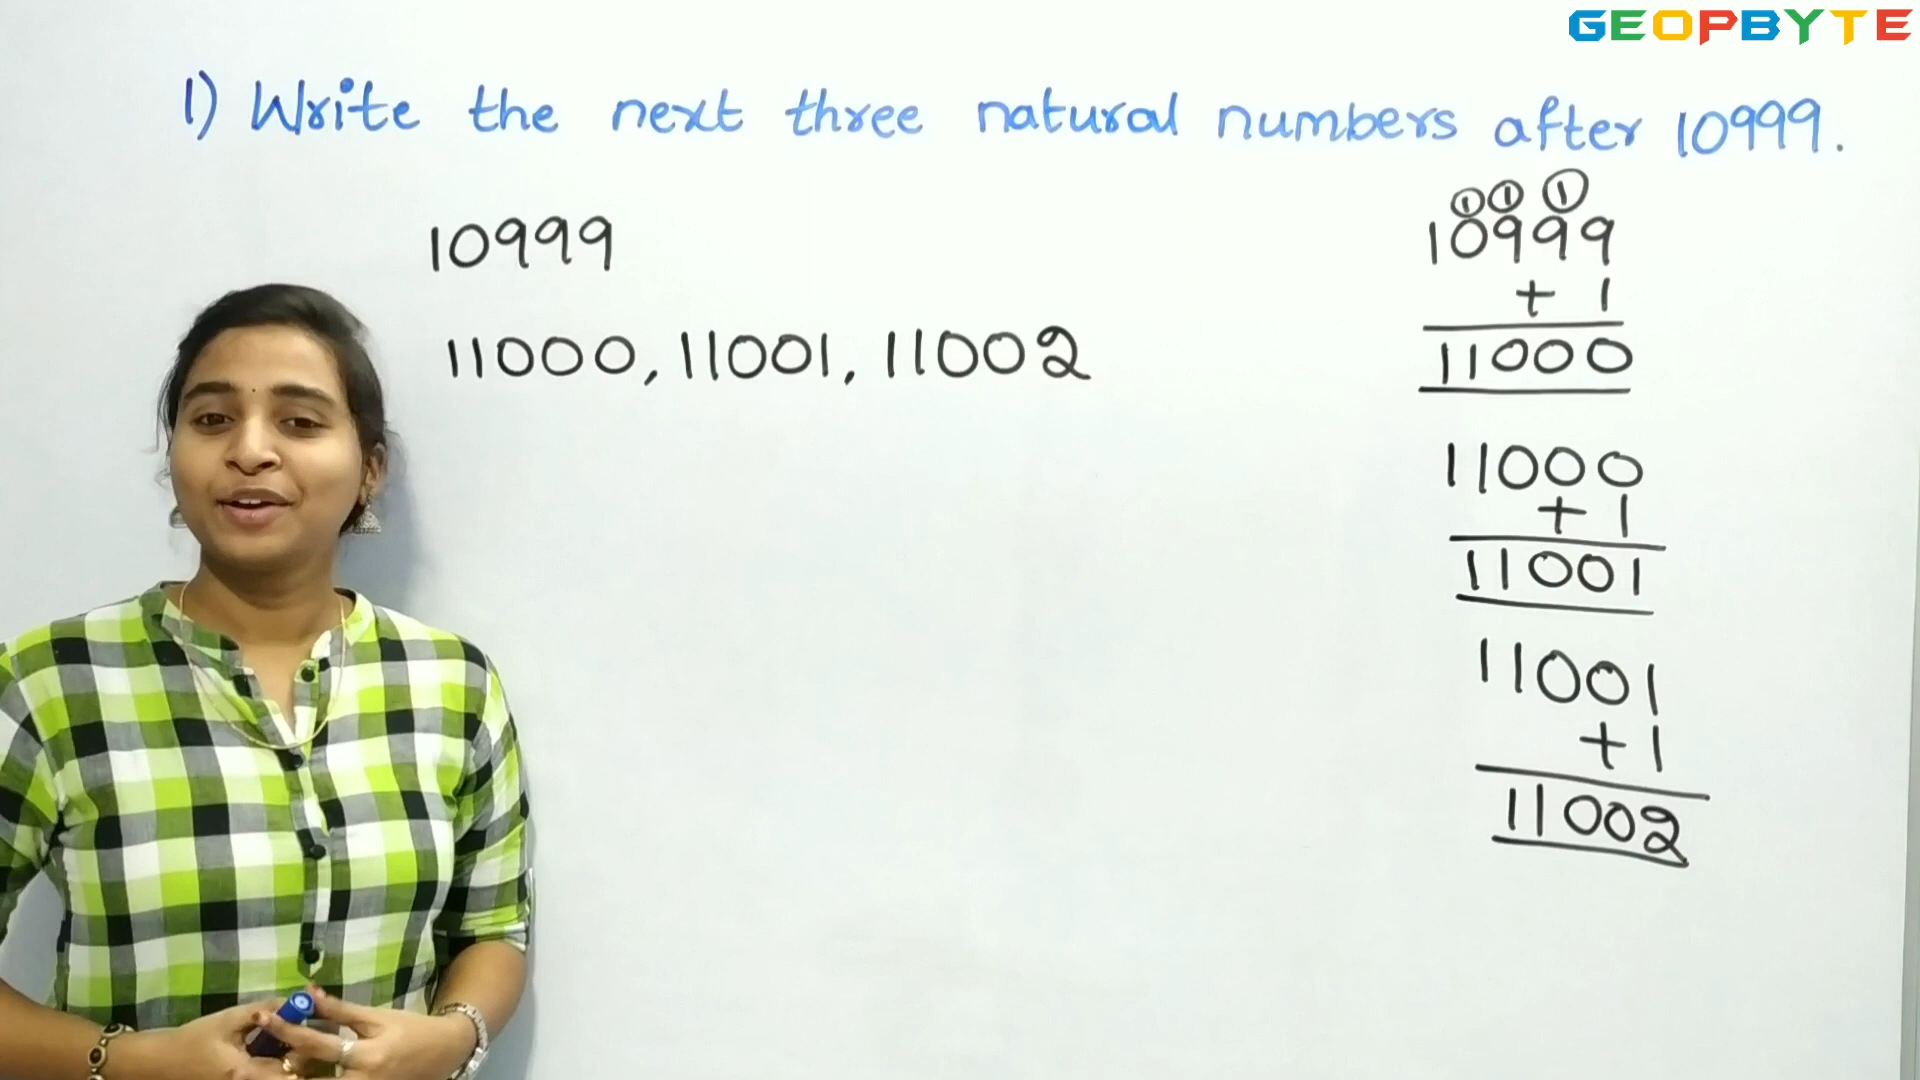 GEOPBYTE
1) Write the next three natural numbers after 10999.
10999
11000, 11001, 11002
1 1 1
10999
+ 1
11000
11000
+ 1
11001
11001
+1
11002